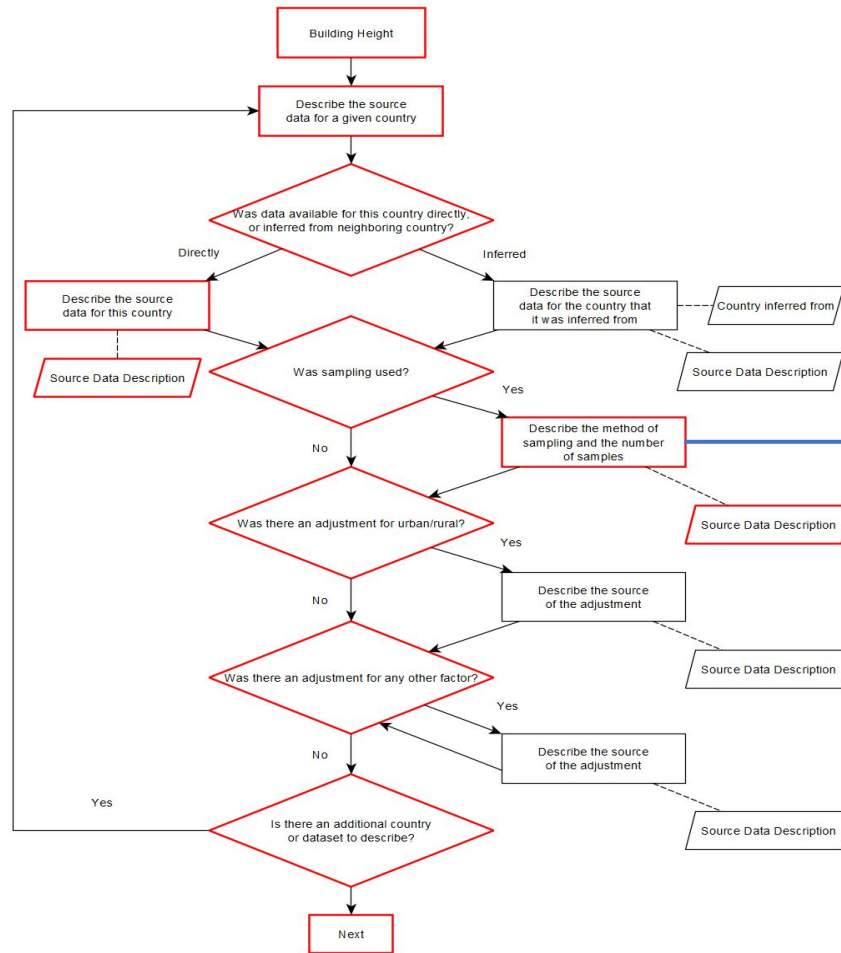 Building Height
Describe the source
data for a given country
Was data available for this country directly,
or inferred from neighboring country?
Directly
Inferred
Describe the source
data for this country
Describe the source
data for the country that
it was inferred from
Country inferred from
Source Data Description
Source Data Description
Was sampling used?
Yes
No
Describe the method of
sampling and the number
of samples
Source Data Description
Was there an adjustment for urban/rural?
Yes
No
Describe the source
of the adjustment
Source Data Description
Was there an adjustment for any other factor?
Yes
No
Describe the source
of the adjustment
Source Data Description
Yes
Is there an additional country
or dataset to describe?
Next